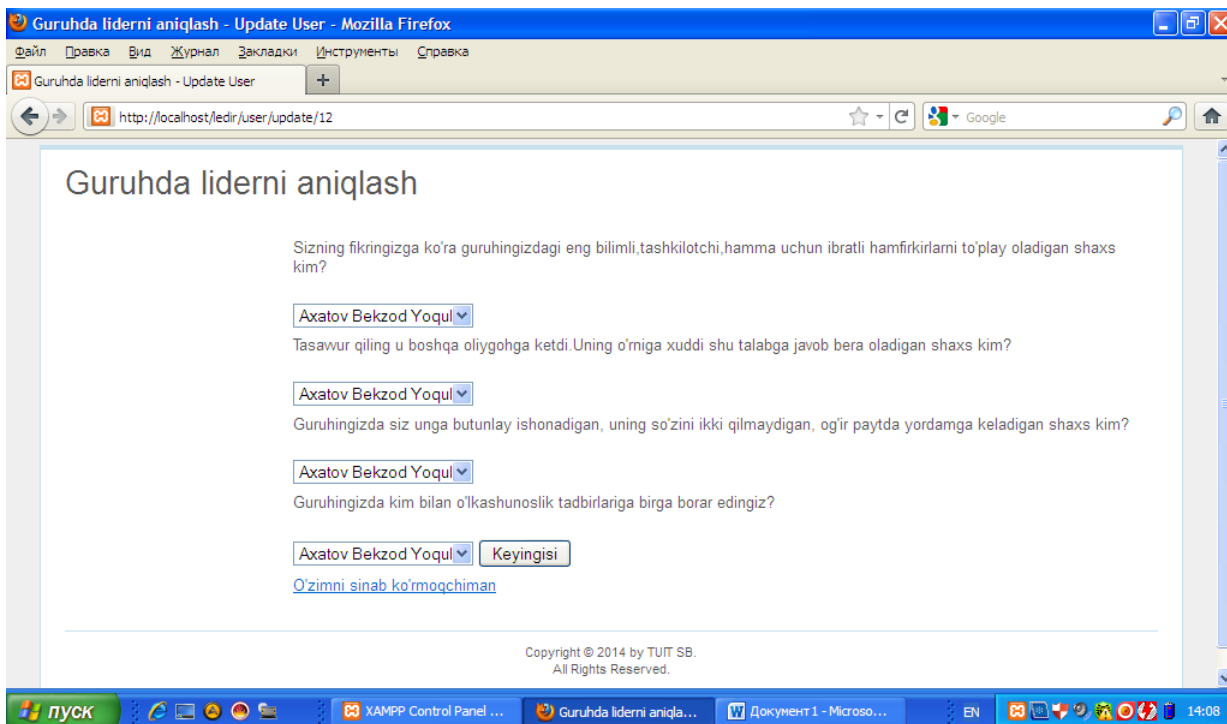 Guruhda liderni aniqlash - Update User - Mozilla Firefox
Файл Правка Вид Журнал Закладки Инструменты Справка
Guruhda liderni aniqlash - Update User
http://localhost/ledir/user/update/12
Google
Guruhda liderni aniqlash
Sizning fikringizga ko'ra guruhingizdagi eng bilimli,tashkilotchi,hamma uchun ibratli hamfirkirlarni to'play oladigan shaxs
kim?
Axatov Bekzod Yoqul
Tasavvur qiling u boshqa oliygohga ketdi.Uning o'rniga xuddi shu talabga javob bera oladigan shaxs kim?
Axatov Bekzod Yoqul
Guruhingizda siz unga butunlay ishonadigan, uning so'zini ikki qilmaydigan, og'ir paytda yordamga keladigan shaxs kim?
Axatov Bekzod Yoqul
Guruhingizda kim bilan o'lkashunoslik tadbirlariga birga borar edingiz?
Axatov Bekzod Yoqul Keyingisi
O'zimni sinab ko'rmoqchiman
Copyright © 2014 by TUIT SB.
All Rights Reserved.
пуск XAMPP Control Panel ... Guruhda liderni aniqla... Документ1 - Microso... EN 14:08